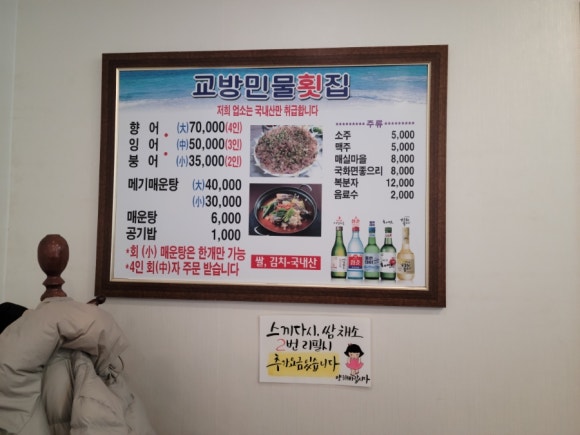 교방민물횟집
저희 업소는 국내산만 취급합니다
향 어 (大)70,000(4인)
잉 어 (中)50,000(3인)
붕 어 (小)35,000(2인)
메기매운탕 (大)40,000
(小)30,000
매운탕 6,000
공기밥 1,000
*회 (小) 매운탕은 한개만 가능
*4인 회(中)자 주문 받습니다
쌀, 김치-국내산
********* 주류 *********
소주 5,000
맥주 5,000
매실마을 8,000
국화면좋으리 8,000
복분자 12,000
음료수 2,000
스끼다시, 쌈 채소
2번 리필시
추가요금있습니다